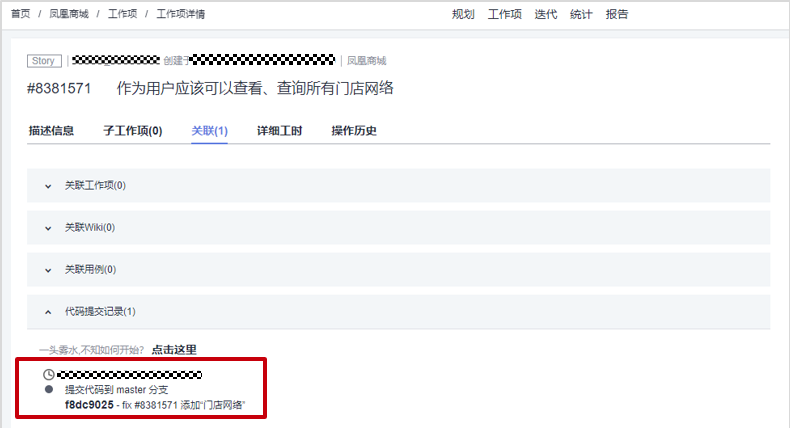 首页 / 凤凰商城 / 工作项 / 工作项详情 规划 工作项 迭代 统计 报告
Story 创建于 凤凰商城
#8381571 作为用户应该可以查看、查询所有门店网络
描述信息 子工作项(0) 关联(1) 详细工时 操作历史
关联工作项(0)
关联Wiki(0)
关联用例(0)
代码提交记录(1)
一头雾水,不知如何开始? 点击这里
提交代码到 master 分支
f8dc9025 - fix #8381571 添加“门店网络”